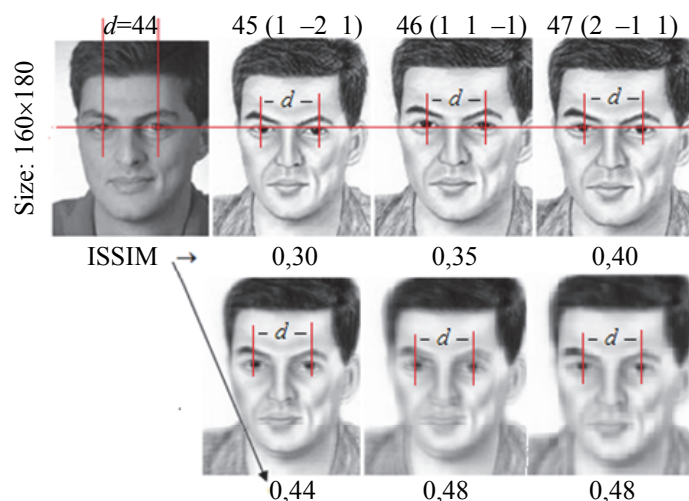 d=44 45 (1 –2 1) 46 (1 1 –1) 47 (2 –1 1)
– d – – d – – d –
Size: 160×180
ISSIM → 0,30 0,35 0,40
– d – – d – – d –
0,44 0,48 0,48